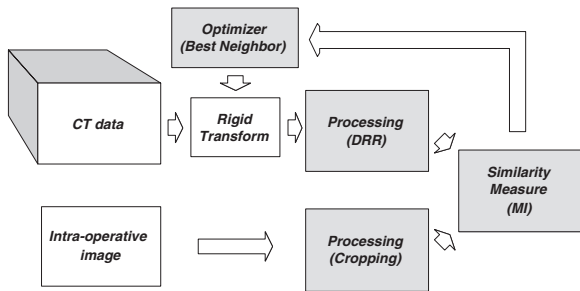 Optimizer
(Best Neighbor)
CT data
Rigid
Transform
Processing
(DRR)
Similarity
Measure
(MI)
Intra-operative
image
Processing
(Cropping)